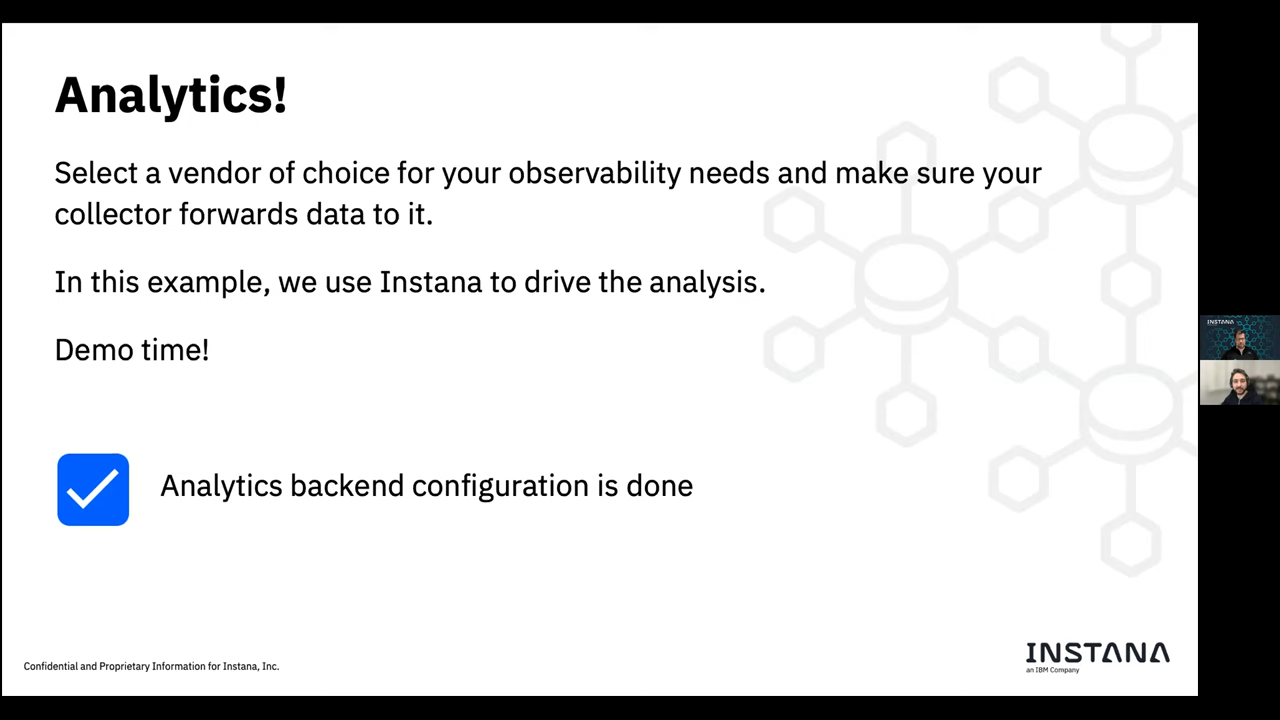 Analytics!
Select a vendor of choice for your observability needs and make sure your
collector forwards data to it.
In this example, we use Instana to drive the analysis.
Demo time!
Analytics backend configuration is done
INSTANA
Confidential and Proprietary Information for Instana, Inc.
INSTANA
an IBM Company